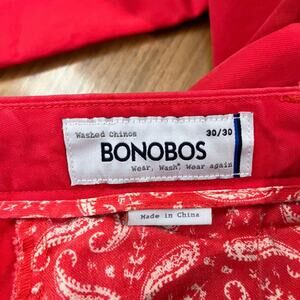 Washed Chinos 30/30
BONOBOS
Wear, Wash, Wear again
Made in China